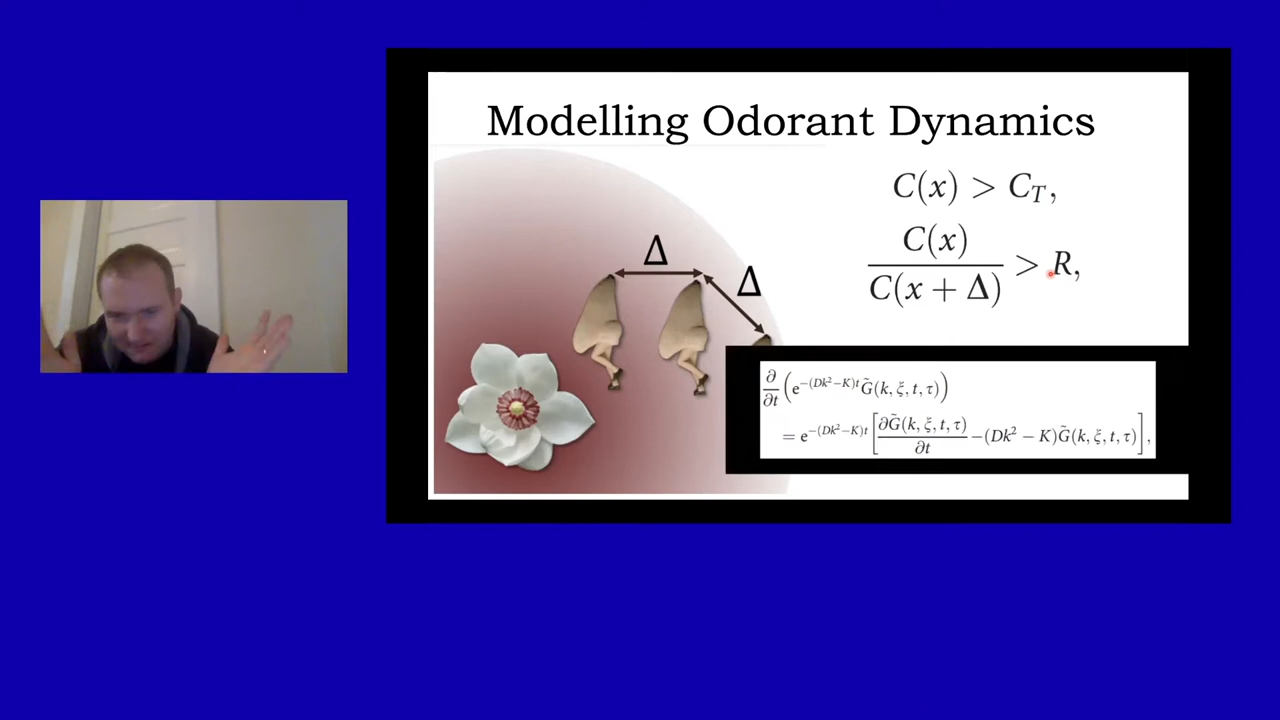 Modelling Odorant Dynamics
C(x) > C_T,
Δ
Δ
C(x)
C(x + Δ)
> R,
∂/∂t (e^{−(Dk²−K)t} G̃(k, ξ, t, τ))
= e^{−(Dk²−K)t} [∂G̃(k, ξ, t, τ)/∂t −(Dk² − K)G̃(k, ξ, t, τ)],